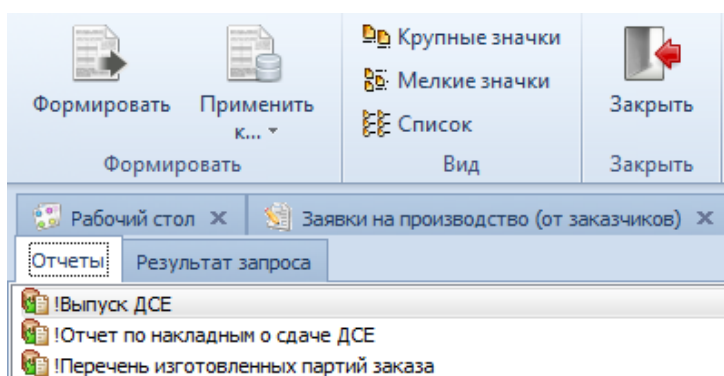 Формировать
Применить
к...
Формировать
Крупные значки
Мелкие значки
Список
Вид
Закрыть
Закрыть
Рабочий стол
Заявки на производство (от заказчиков)
Отчеты
Результат запроса
!Выпуск ДСЕ
!Отчет по накладным о сдаче ДСЕ
!Перечень изготовленных партий заказа